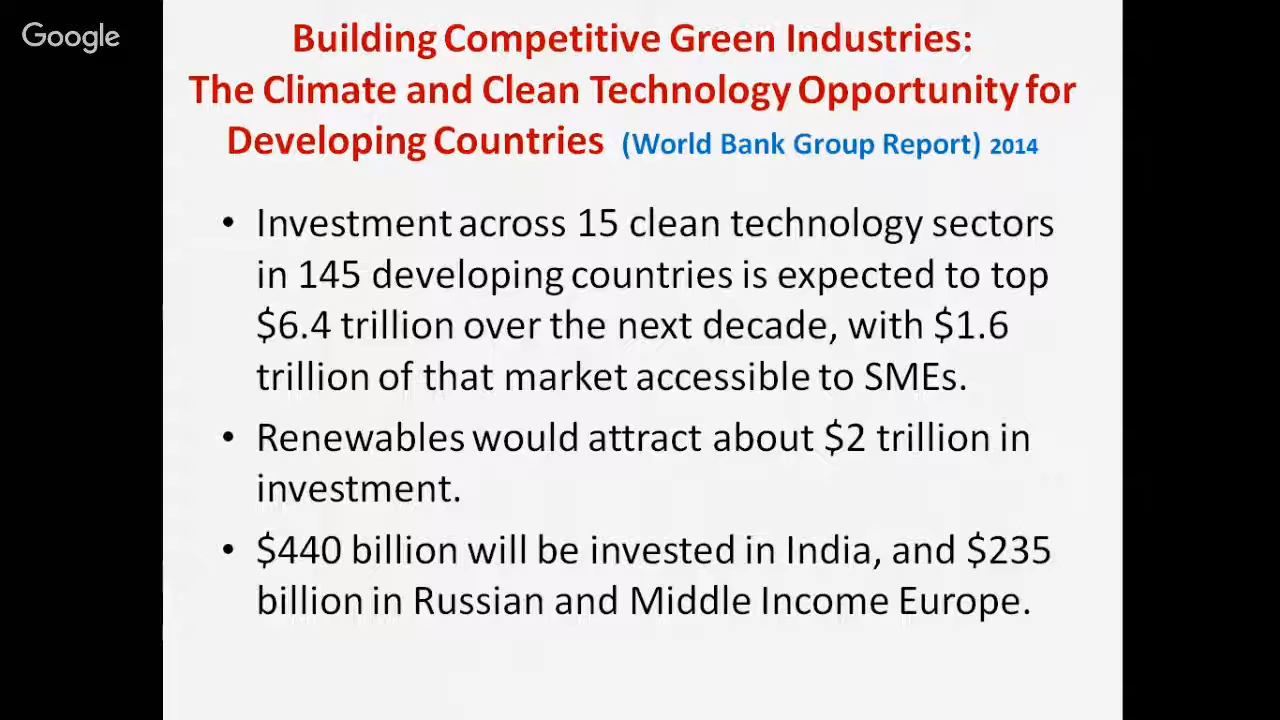 Google
Building Competitive Green Industries:
The Climate and Clean Technology Opportunity for
Developing Countries (World Bank Group Report) 2014
• Investment across 15 clean technology sectors
in 145 developing countries is expected to top
$6.4 trillion over the next decade, with $1.6
trillion of that market accessible to SMEs.
• Renewables would attract about $2 trillion in
investment.
• $440 billion will be invested in India, and $235
billion in Russian and Middle Income Europe.